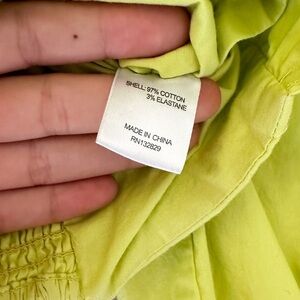 SHELL: 97% COTTON
3% ELASTANE
MADE IN CHINA
RN132829